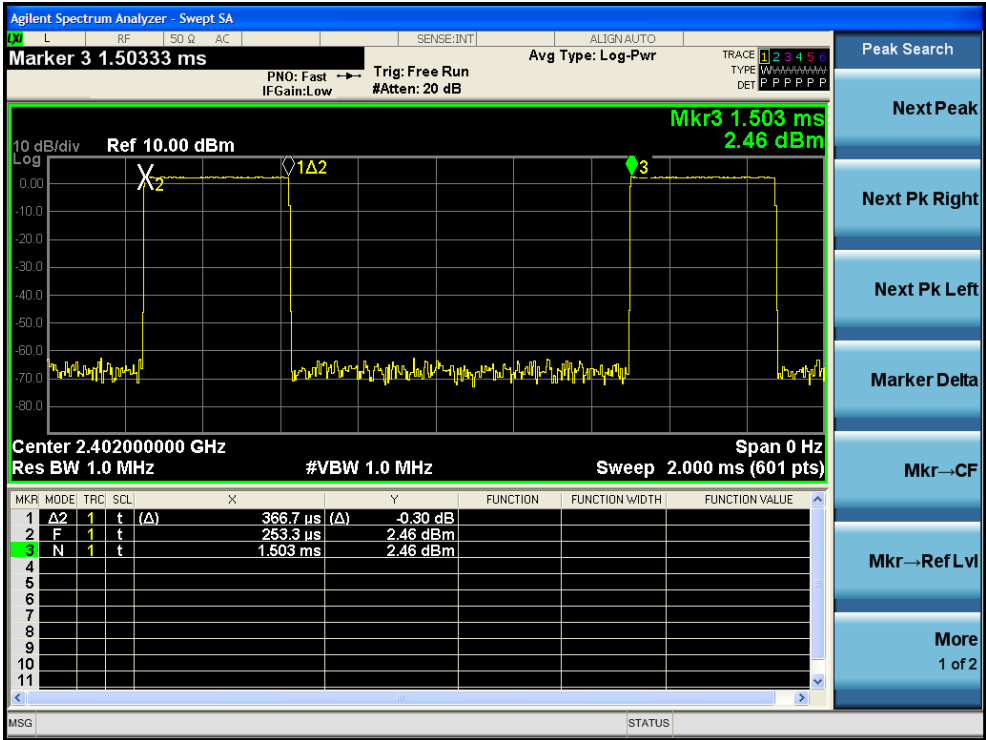 Agilent Spectrum Analyzer - Swept SA
LXI L RF 50 Ω AC SENSE:INT ALIGNAUTO
Marker 3 1.50333 ms
PNO: Fast
IFGain:Low
Trig: Free Run
#Atten: 20 dB
Avg Type: Log-Pwr
TRACE 1 2 3 4 5 6
TYPE WWWWWW
DET P P P P P P
Mkr3 1.503 ms
2.46 dBm
10 dB/div Ref 10.00 dBm
Log
0.00
-10.0
-20.0
-30.0
-40.0
-50.0
-60.0
-70.0
-80.0
X2
1Δ2
3
Center 2.402000000 GHz Span 0 Hz
Res BW 1.0 MHz #VBW 1.0 MHz Sweep 2.000 ms (601 pts)
MKR MODE TRC SCL X Y FUNCTION FUNCTION WIDTH FUNCTION VALUE
1 Δ2 1 t (Δ) 366.7 µs (Δ) -0.30 dB
2 F 1 t 253.3 µs 2.46 dBm
3 N 1 t 1.503 ms 2.46 dBm
4
5
6
7
8
9
10
11
MSG STATUS
Peak Search
Next Peak
Next Pk Right
Next Pk Left
Marker Delta
Mkr→CF
Mkr→Ref Lvl
More
1 of 2